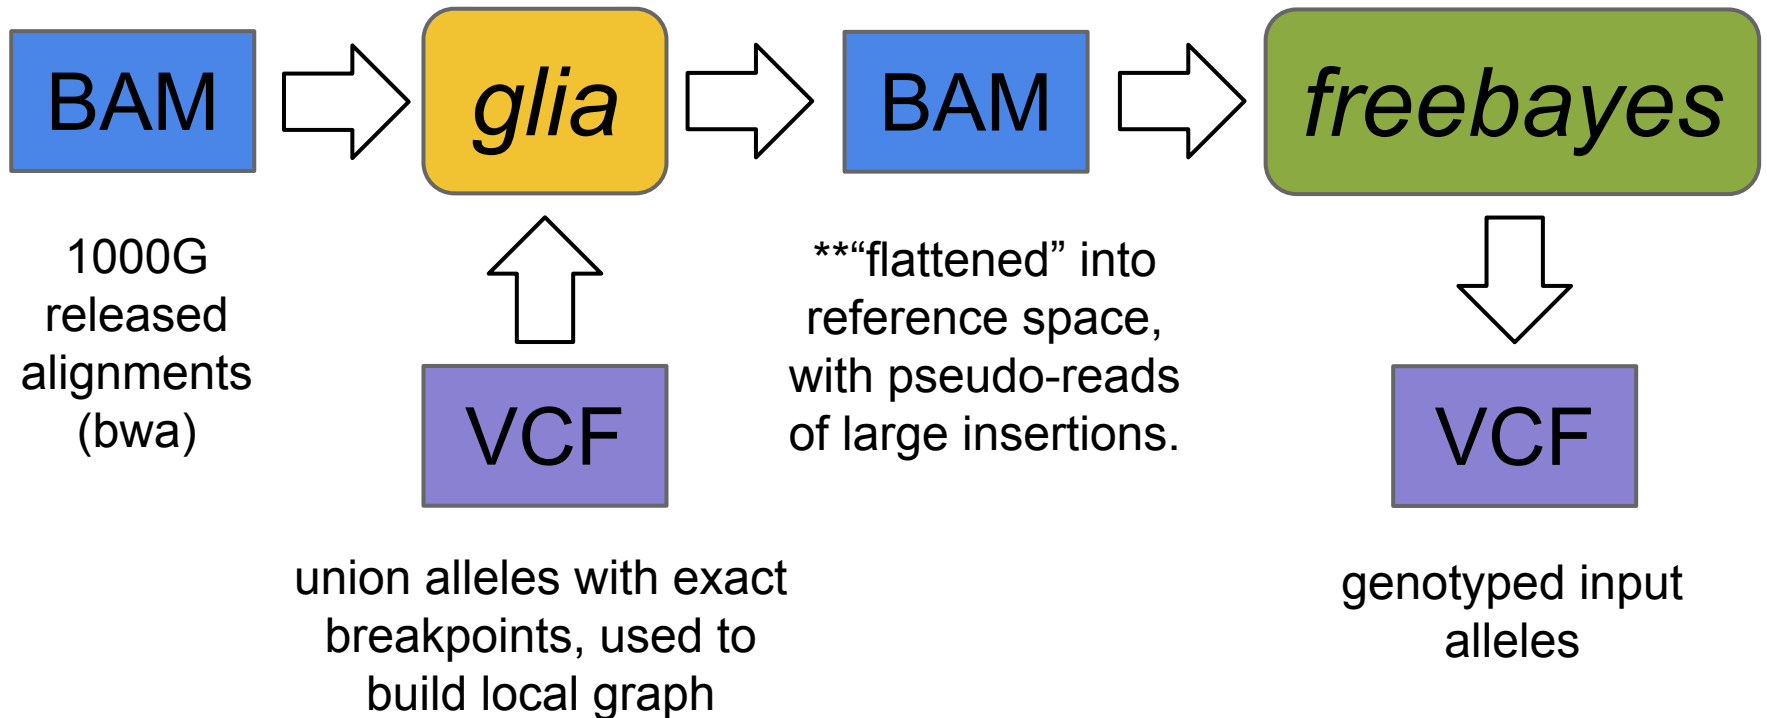 BAM
glia
BAM
freebayes
1000G
released
alignments
(bwa)
**“flattened” into
reference space,
with pseudo-reads
of large insertions.
VCF
VCF
union alleles with exact
breakpoints, used to
build local graph
genotyped input
alleles